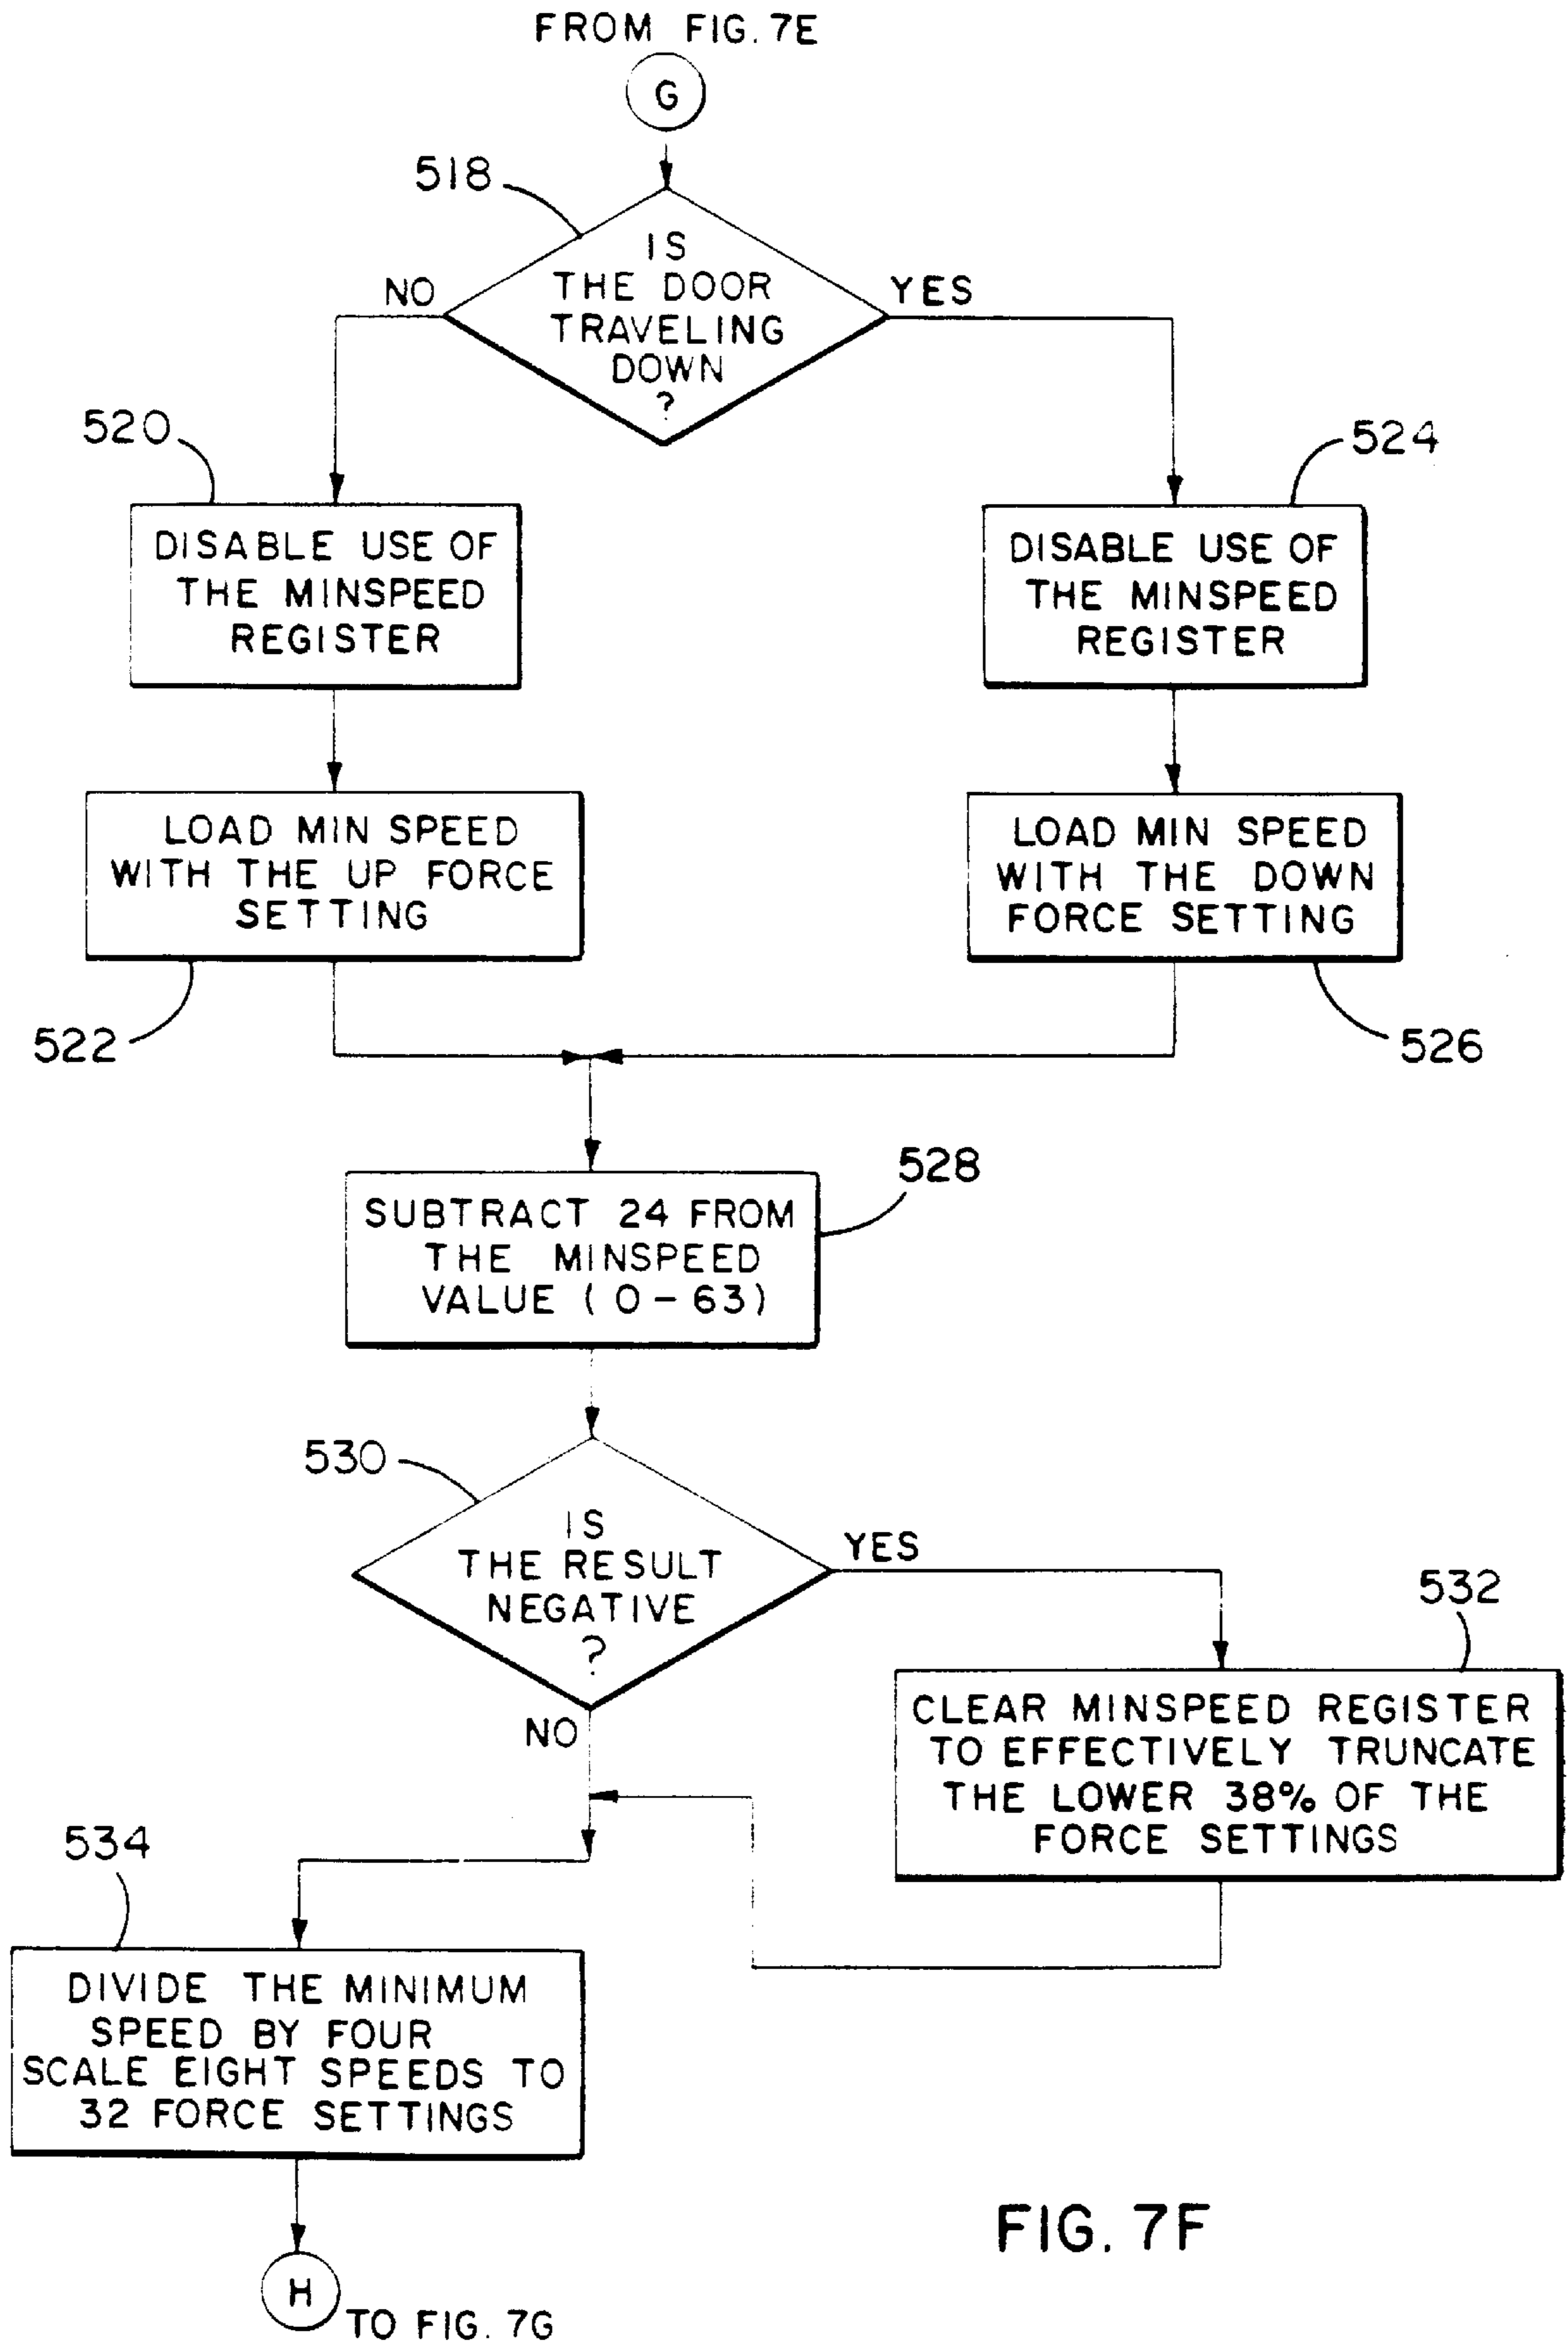 FROM FIG. 7E
G
518
IS
THE DOOR
TRAVELING
DOWN
?
NO
YES
520
DISABLE USE OF
THE MINSPEED
REGISTER
524
DISABLE USE OF
THE MINSPEED
REGISTER
LOAD MIN SPEED
WITH THE UP FORCE
SETTING
522
LOAD MIN SPEED
WITH THE DOWN
FORCE SETTING
526
528
SUBTRACT 24 FROM
THE MINSPEED
VALUE (0-63)
530
IS
THE RESULT
NEGATIVE
?
YES
NO
532
CLEAR MINSPEED REGISTER
TO EFFECTIVELY TRUNCATE
THE LOWER 38% OF THE
FORCE SETTINGS
534
DIVIDE THE MINIMUM
SPEED BY FOUR
SCALE EIGHT SPEEDS TO
32 FORCE SETTINGS
H
TO FIG. 7G
FIG. 7F